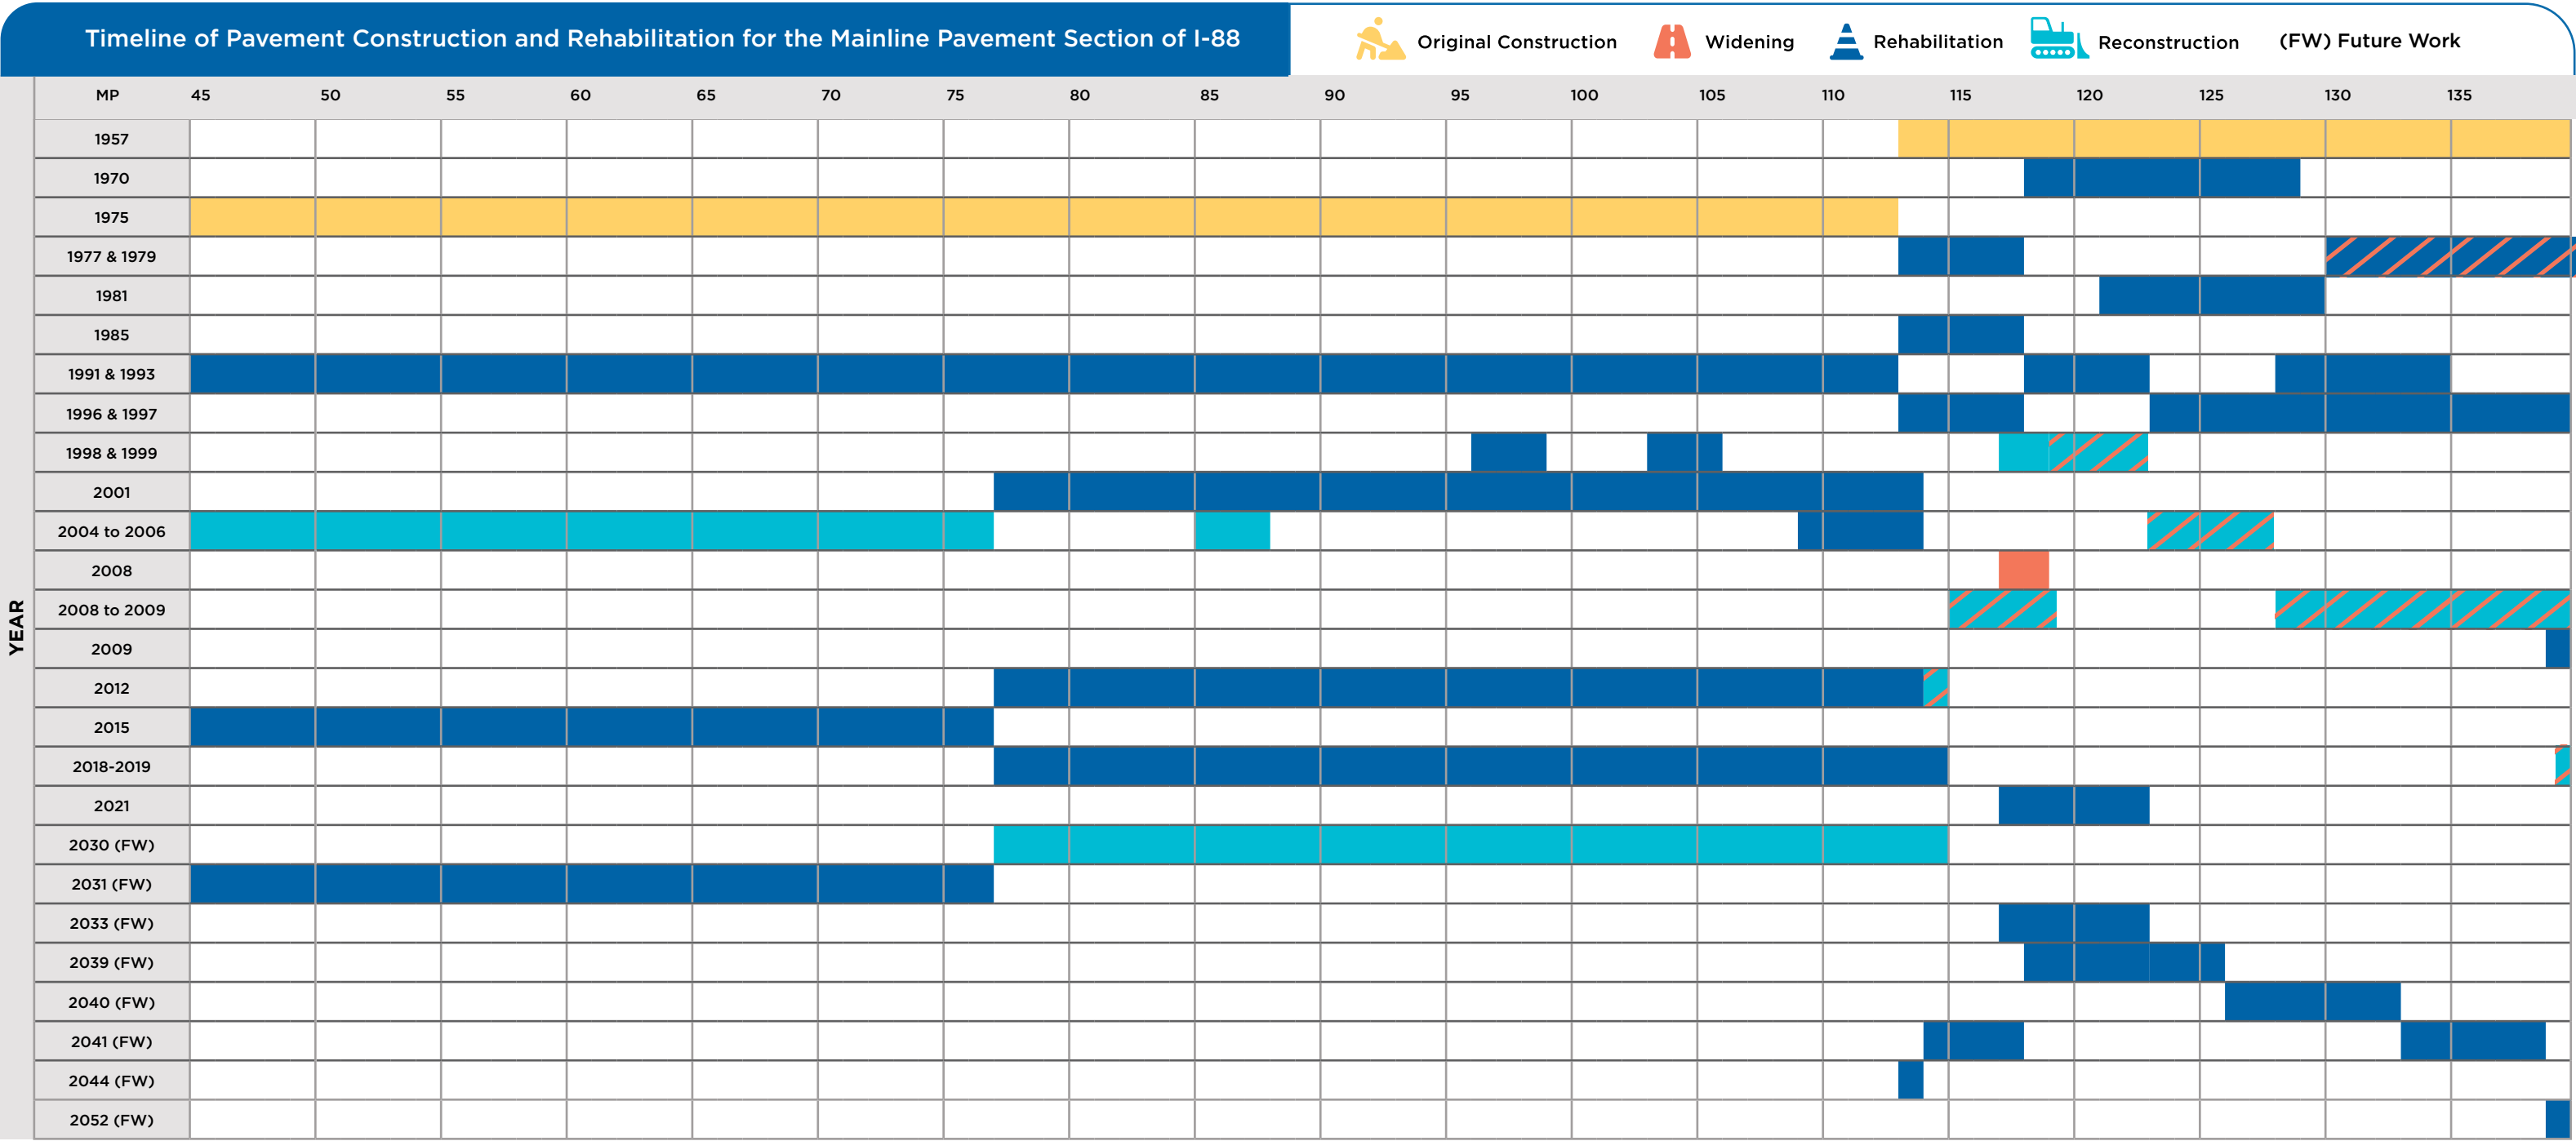 Timeline of Pavement Construction and Rehabilitation for the Mainline Pavement Section of I-88
Original Construction
Widening
Rehabilitation
Reconstruction
(FW) Future Work
MP 45 50 55 60 65 70 75 80 85 90 95 100 105 110 115 120 125 130 135
YEAR
1957
1970
1975
1977 & 1979
1981
1985
1991 & 1993
1996 & 1997
1998 & 1999
2001
2004 to 2006
2008
2008 to 2009
2009
2012
2015
2018-2019
2021
2030 (FW)
2031 (FW)
2033 (FW)
2039 (FW)
2040 (FW)
2041 (FW)
2044 (FW)
2052 (FW)